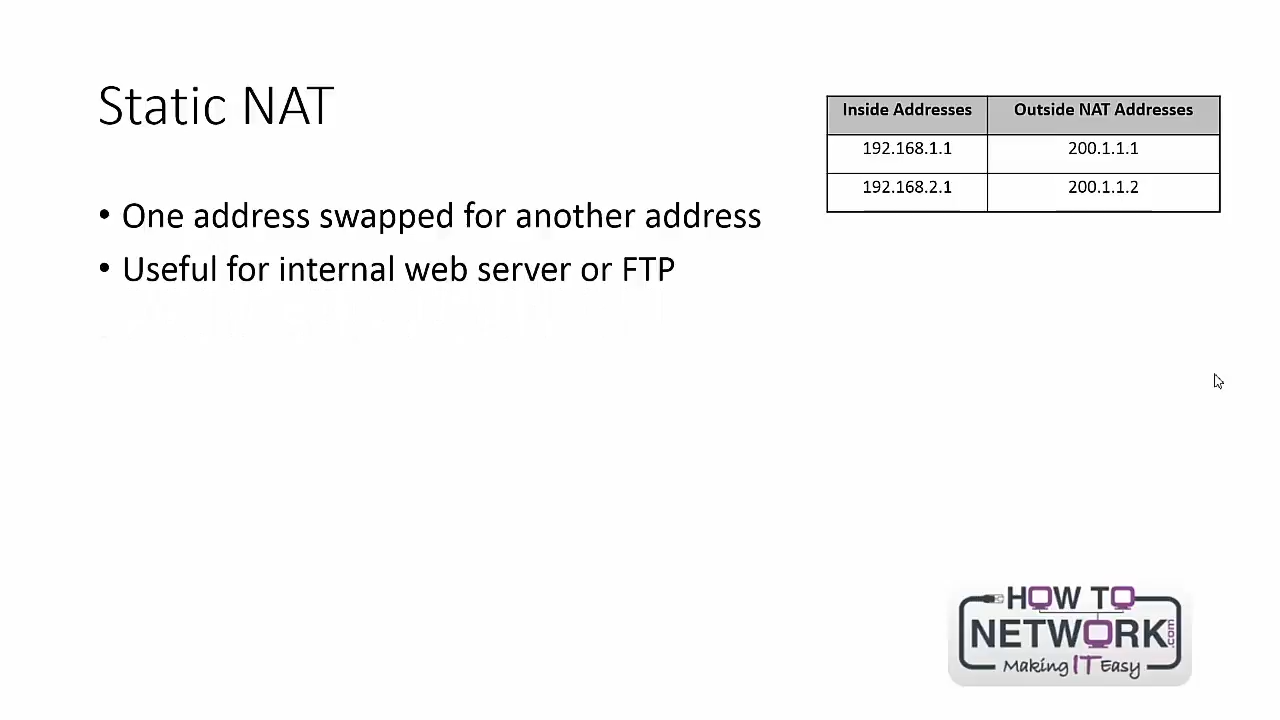 Static NAT
Inside Addresses Outside NAT Addresses
192.168.1.1 200.1.1.1
192.168.2.1 200.1.1.2
• One address swapped for another address
• Useful for internal web server or FTP
HOW TO
NETWORK.com
Making IT Easy